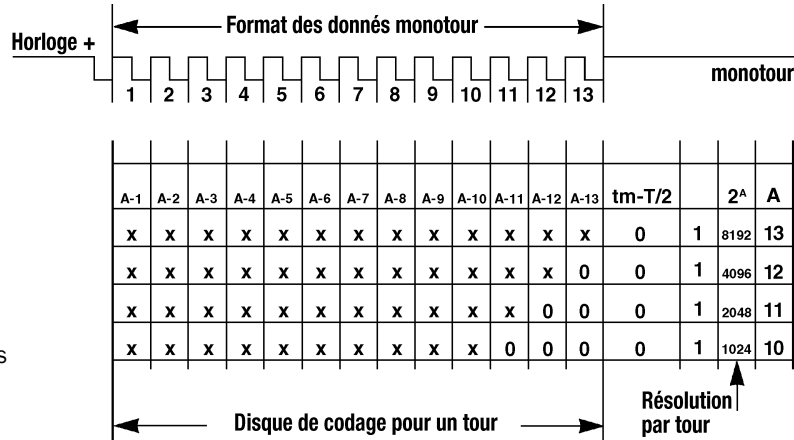 Format des donnés monotour
Horloge +
monotour
1 2 3 4 5 6 7 8 9 10 11 12 13
A-1 A-2 A-3 A-4 A-5 A-6 A-7 A-8 A-9 A-10 A-11 A-12 A-13 tm-T/2 2ᴬ A
x x x x x x x x x x x x x 0 1 8192 13
x x x x x x x x x x x x 0 0 1 4096 12
x x x x x x x x x x x 0 0 0 1 2048 11
x x x x x x x x x x 0 0 0 0 1 1024 10
s
Disque de codage pour un tour
Résolution
par tour